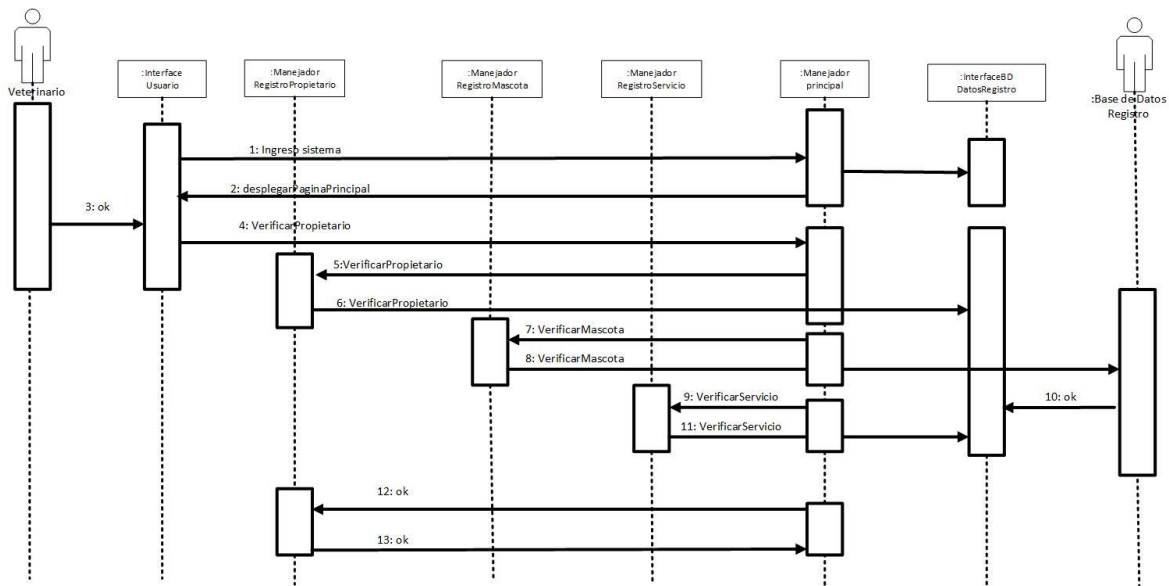 Veterinario
:Interface
Usuario
:Manejador
RegistroPropietario
:Manejador
RegistroMascota
:Manejador
RegistroServicio
:Manejador
principal
:InterfaceBD
DatosRegistro
:Base de Datos
Registro
1: Ingreso sistema
2: desplegarPaginaPrincipal
3: ok
4: VerificarPropietario
5:VerificarPropietario
6: VerificarPropietario
7: VerificarMascota
8: VerificarMascota
9: VerificarServicio
10: ok
11: VerificarServicio
12: ok
13: ok